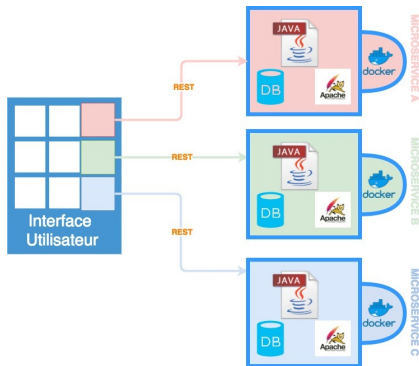 MICROSERVICE A
JAVA
REST
DB
Apache
docker
Interface
Utilisateur
REST
MICROSERVICE B
JAVA
DB
Apache
docker
REST
MICROSERVICE C
JAVA
DB
Apache
docker